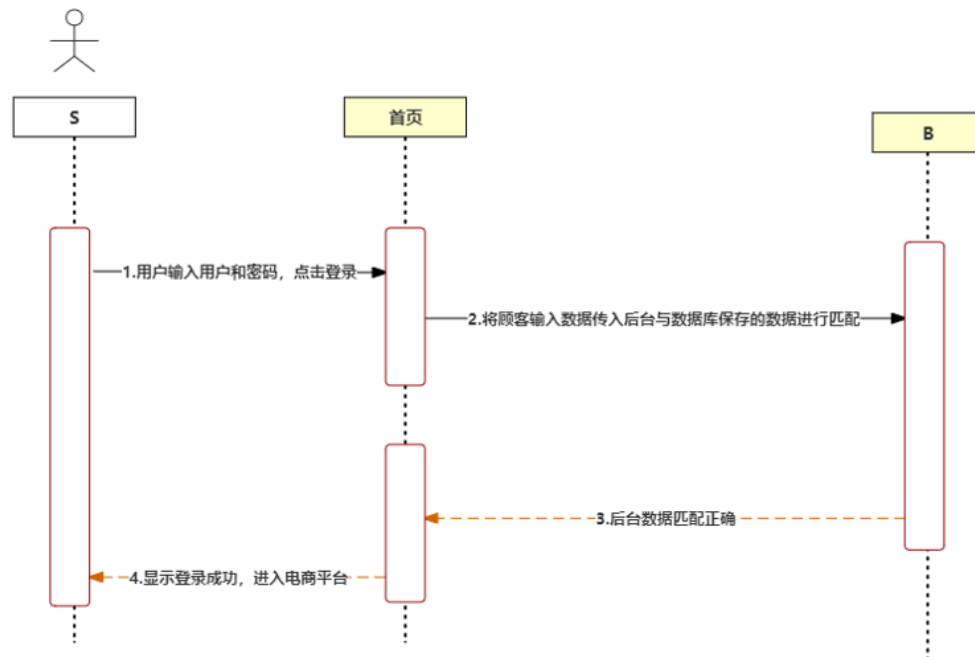 S
首页
B
1.用户输入用户和密码，点击登录
2.将顾客输入数据传入后台与数据库保存的数据进行匹配
3.后台数据匹配正确
4.显示登录成功，进入电商平台